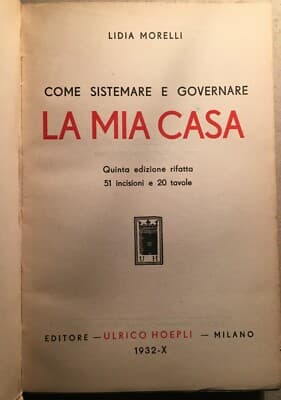 LIDIA MORELLI
COME SISTEMARE E GOVERNARE
LA MIA CASA
Quinta edizione rifatta
51 incisioni e 20 tavole
EDITORE — ULRICO HOEPLI — MILANO
1932-X